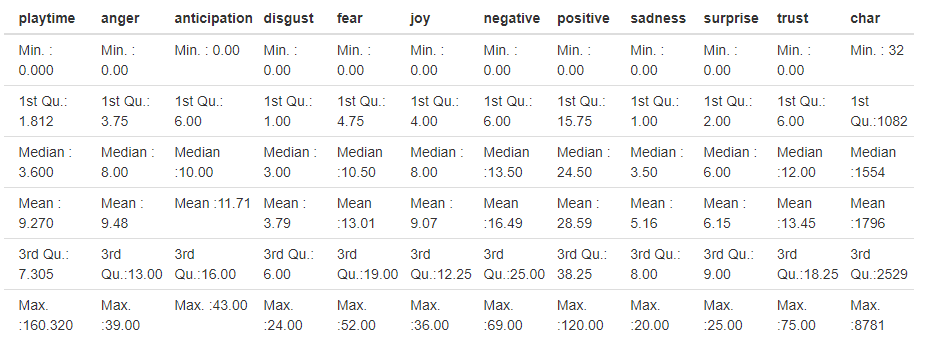 playtime anger anticipation disgust fear joy negative positive sadness surprise trust char
Min. : Min. : Min. : 0.00 Min. : Min. : Min. : Min. : Min. : Min. : Min. : Min. : Min. : 32
0.000 0.00 0.00 0.00 0.00 0.00 0.00 0.00 0.00 0.00
1st Qu.: 1st Qu.: 1st Qu.: 1st Qu.: 1st Qu.: 1st Qu.: 1st Qu.: 1st Qu.: 1st Qu.: 1st Qu.: 1st Qu.: 1st
1.812 3.75 6.00 1.00 4.75 4.00 6.00 15.75 1.00 2.00 6.00 Qu.:1082
Median : Median : Median Median : Median Median : Median Median : Median : Median : Median Median
3.600 8.00 :10.00 3.00 :10.50 8.00 :13.50 24.50 3.50 6.00 :12.00 :1554
Mean : Mean : Mean :11.71 Mean : Mean Mean : Mean Mean : Mean : Mean : Mean Mean
9.270 9.48 3.79 :13.01 9.07 :16.49 28.59 5.16 6.15 :13.45 :1796
3rd Qu.: 3rd 3rd 3rd Qu.: 3rd 3rd 3rd 3rd Qu.: 3rd Qu.: 3rd Qu.: 3rd 3rd
7.305 Qu.:13.00 Qu.:16.00 6.00 Qu.:19.00 Qu.:12.25 Qu.:25.00 38.25 8.00 9.00 Qu.:18.25 Qu.:2529
Max. Max. Max. :43.00 Max. Max. Max. Max. Max. Max. Max. Max. Max.
:160.320 :39.00 :24.00 :52.00 :36.00 :69.00 :120.00 :20.00 :25.00 :75.00 :8781